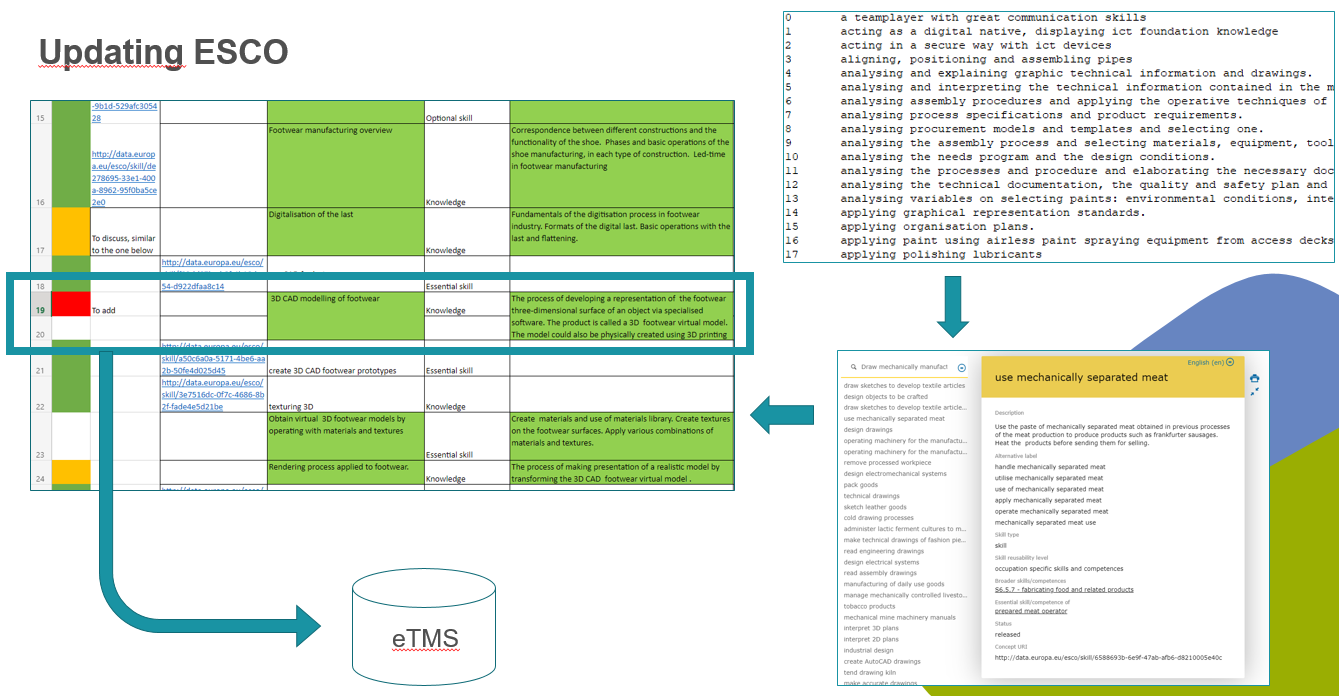 Updating ESCO
-9b1d-529afc3054
28
15
Optional skill
http://data.europ
a.eu/esco/skill/de
278695-33e1-400
a-8962-95f0ba5ce
2e0
16
Footwear manufacturing overview
Knowledge
Correspondence between different constructions and the
functionality of the shoe. Phases and basic operations of the
shoe manufacturing, in each type of construction. Led-time
in footwear manufacturing
17
To discuss, similar
to the one below
Digitalisation of the last
Knowledge
Fundamentals of the digitisation process in footwear
industry. Formats of the digital last. Basic operations with the
last and flattening.
18
http://data.europa.eu/esco/
54-d922dfaa8c14
Essential skill
19
To add
3D CAD modelling of footwear
Knowledge
The process of developing a representation of the footwear
three-dimensional surface of an object via specialised
software. The product is called a 3D footwear virtual model.
The model could also be physically created using 3D printing
20
Knowledge
21
http://data.europa.eu/esco/
skill/a50c6a0a-5171-4be6-aa
2b-50fe4d025d45
create 3D CAD footwear prototypes
Essential skill
22
http://data.europa.eu/esco/
skill/3e7516dc-0f7c-4686-8b
2f-fade4e5d21be
texturing 3D
Knowledge
23
Obtain virtual 3D footwear models by
operating with materials and textures
Essential skill
Create materials and use of materials library. Create textures
on the footwear surfaces. Apply various combinations of
materials and textures.
24
Rendering process applied to footwear.
Knowledge
The process of making presentation of a realistic model by
transforming the 3D CAD footwear virtual model .
eTMS
0 a teamplayer with great communication skills
1 acting as a digital native, displaying ict foundation knowledge
2 acting in a secure way with ict devices
3 aligning, positioning and assembling pipes
4 analysing and explaining graphic technical information and drawings.
5 analysing and interpreting the technical information contained in the m
6 analysing assembly procedures and applying the operative techniques of
7 analysing process specifications and product requirements.
8 analysing procurement models and templates and selecting one.
9 analysing the assembly process and selecting materials, equipment, tool
10 analysing the needs program and the design conditions.
11 analysing the processes and procedure and elaborating the necessary doc
12 analysing the technical documentation, the quality and safety plan and
13 analysing variables on selecting paints: environmental conditions, inte
14 applying graphical representation standards.
15 applying organisation plans.
16 applying paint using airless paint spraying equipment from access decks
17 applying polishing lubricants
Draw mechanically manufact
draw sketches to develop textile articles
design objects to be crafted
draw sketches to develop textile article...
use mechanically separated meat
design drawings
operating machinery for the manufactu...
operating machinery for the manufactu...
remove processed workpiece
design electromechanical systems
pack goods
technical drawings
sketch leather goods
cold drawing processes
administer lactic ferment cultures to m...
make technical drawings of fashion pie...
read engineering drawings
design electrical systems
read assembly drawings
manufacturing of daily use goods
manage mechanically controlled livesto...
tobacco products
mechanical mine machinery manuals
interpret 3D plans
interpret 2D plans
industrial design
create AutoCAD drawings
tend drawing kiln
make accurate drawings
English (en)
use mechanically separated meat
Description
Use the paste of mechanically separated meat obtained in previous processes
of the meat production to produce products such as frankfurter sausages.
Heat the products before sending them for selling.
Alternative label
handle mechanically separated meat
utilise mechanically separated meat
use of mechanically separated meat
apply mechanically separated meat
operate mechanically separated meat
mechanically separated meat use
Skill type
skill
Skill reusability level
occupation specific skills and competences
Broader skills/competences
S6.5.7 - fabricating food and related products
Essential skill/competence of
prepared meat operator
Status
released
Concept URI
http://data.europa.eu/esco/skill/6588693b-6e9f-47ab-afb6-d8210005e40c